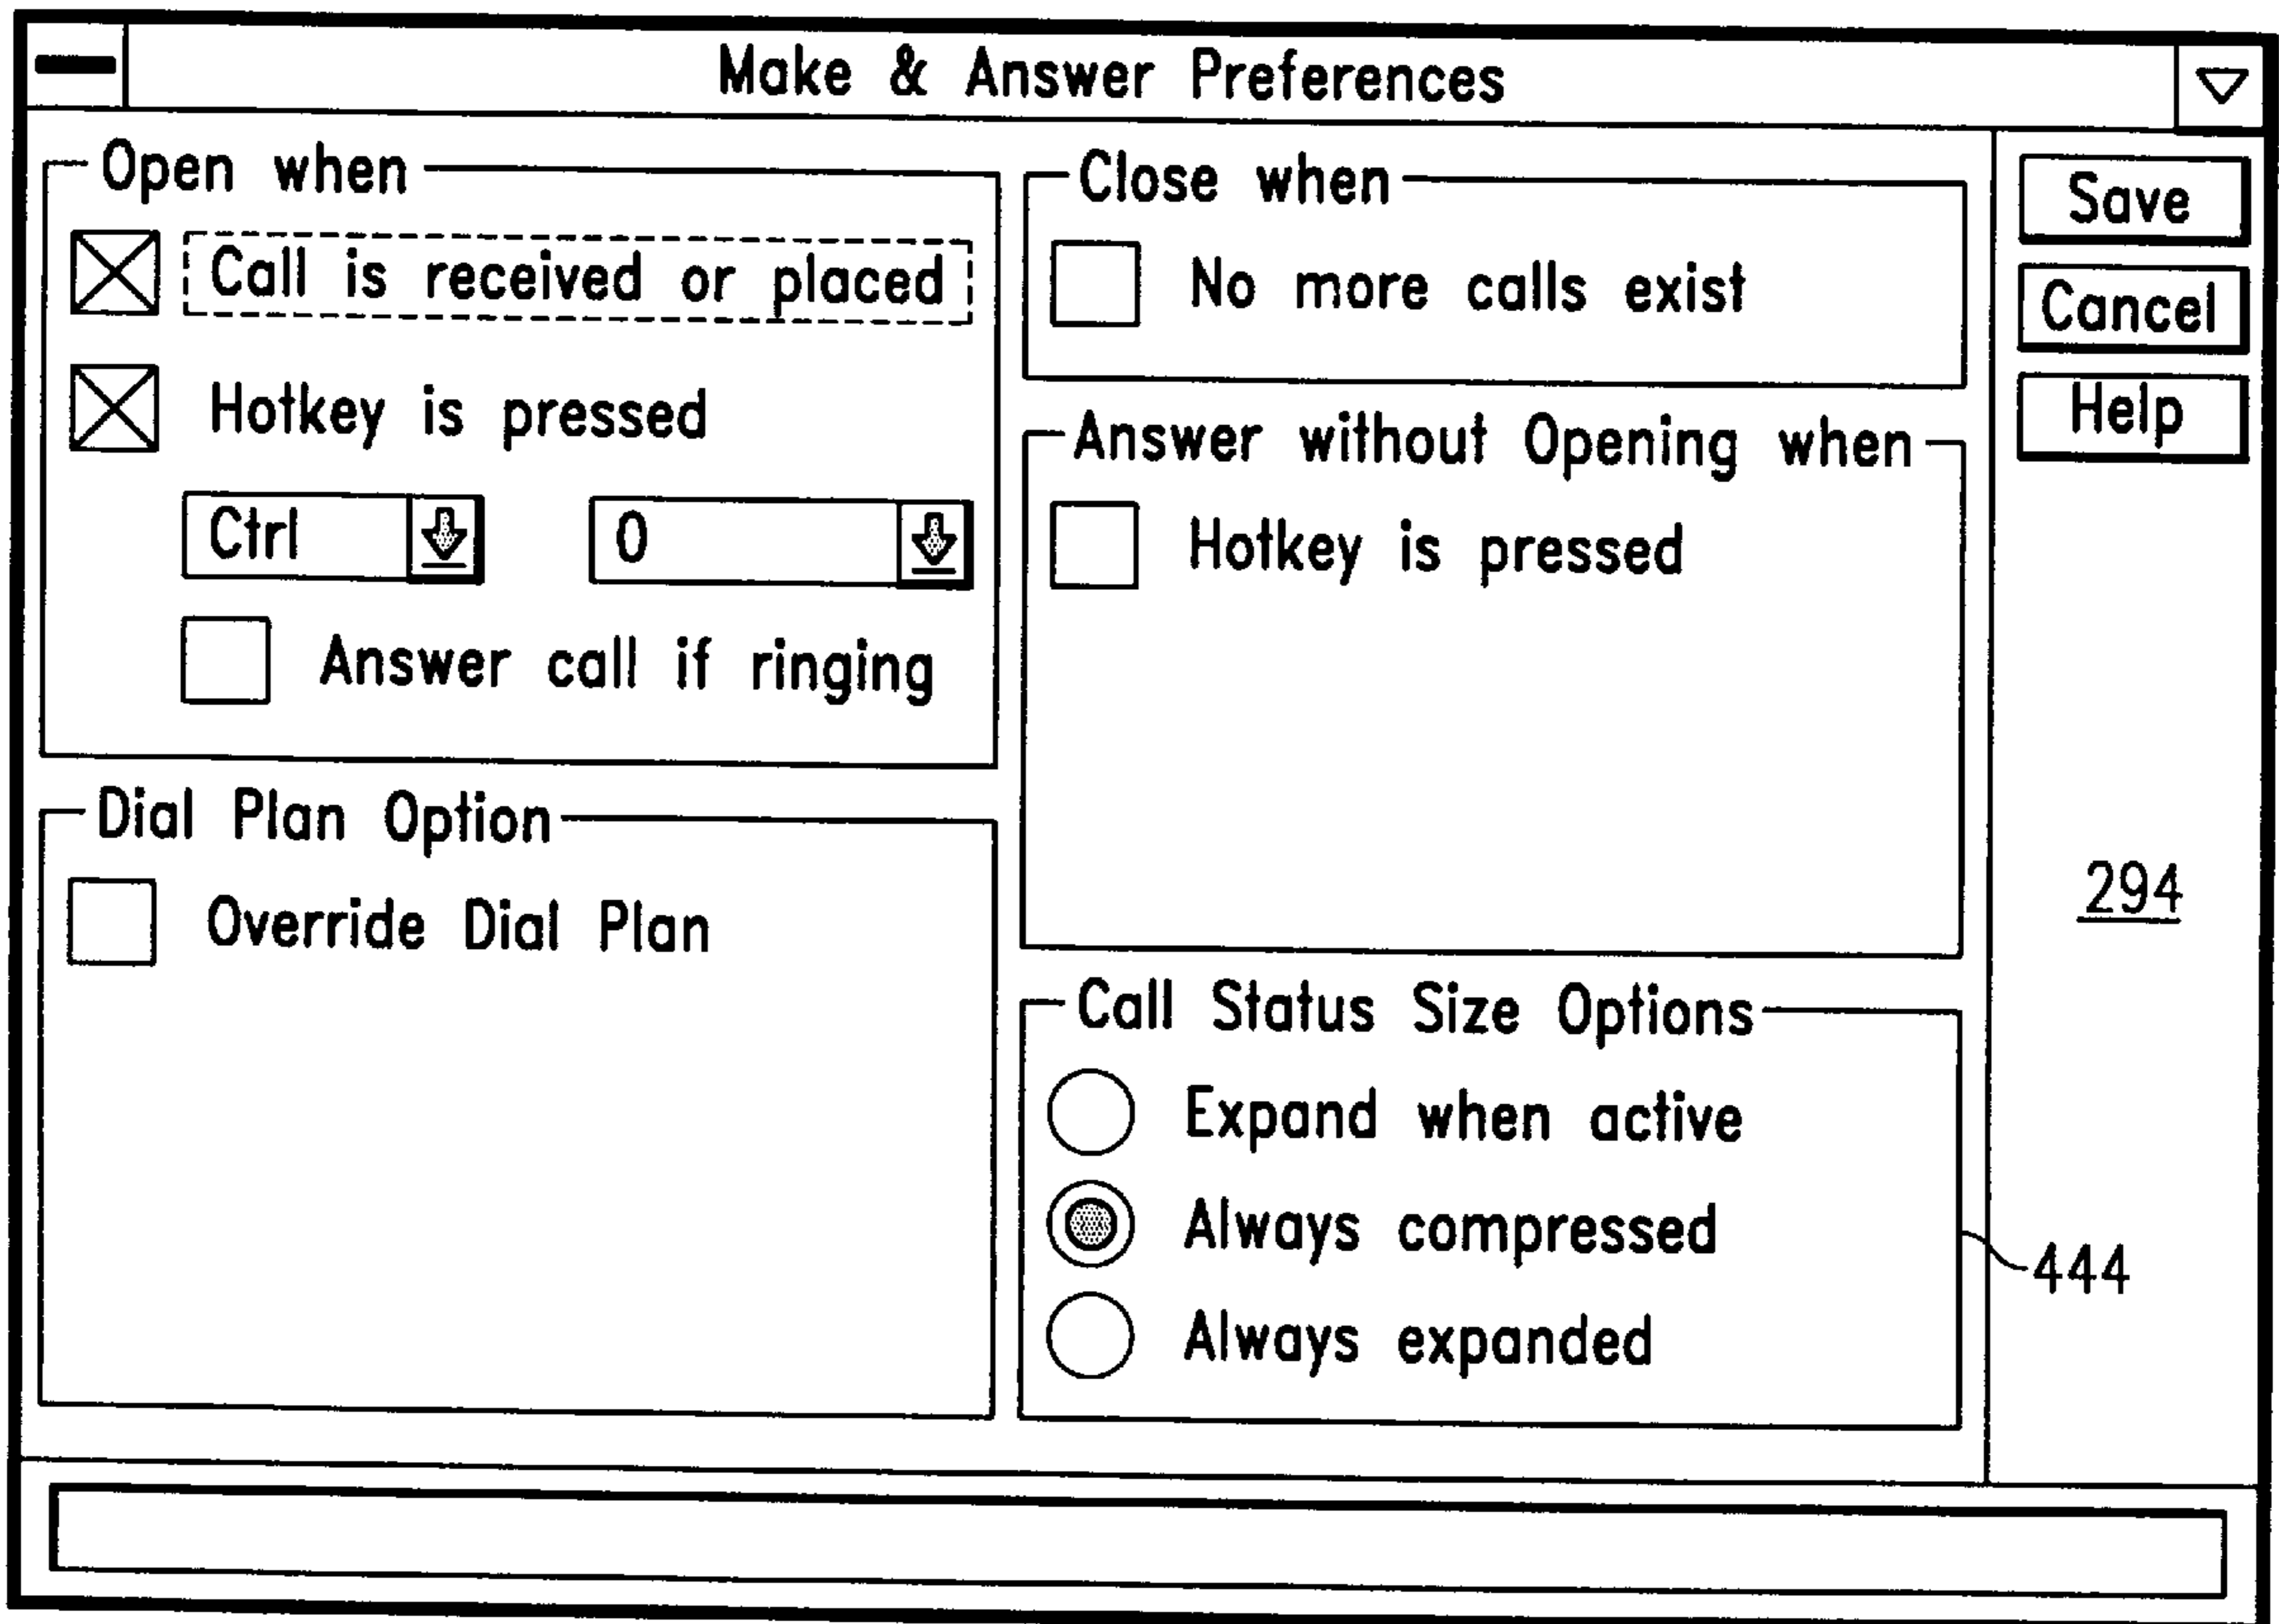 Make & Answer Preferences
Open when
Call is received or placed
Hotkey is pressed
Ctrl
0
Answer call if ringing
Dial Plan Option
Override Dial Plan
Close when
No more calls exist
Answer without Opening when
Hotkey is pressed
Call Status Size Options
Expand when active
Always compressed
Always expanded
Save
Cancel
Help
294
444